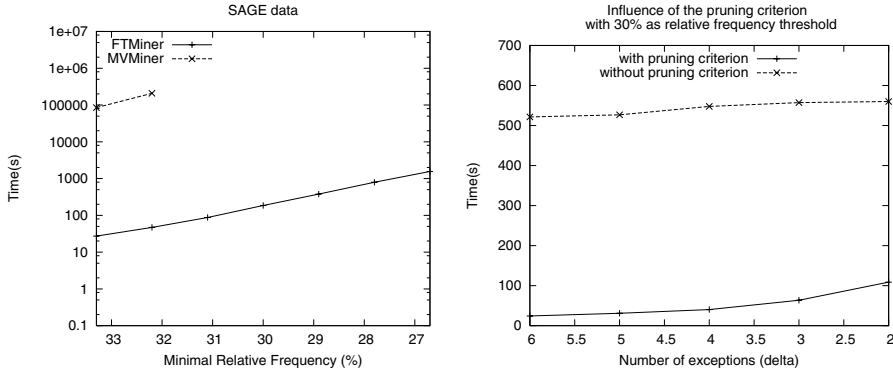 SAGE data
FTMiner
MVMiner
1e+07
1e+06
100000
10000
1000
100
10
1
0.1
Time(s)
33 32 31 30 29 28 27
Minimal Relative Frequency (%)
Influence of the pruning criterion
with 30% as relative frequency threshold
with pruning criterion
without pruning criterion
700
600
500
400
300
200
100
0
Time(s)
6 5.5 5 4.5 4 3.5 3 2.5 2
Number of exceptions (delta)